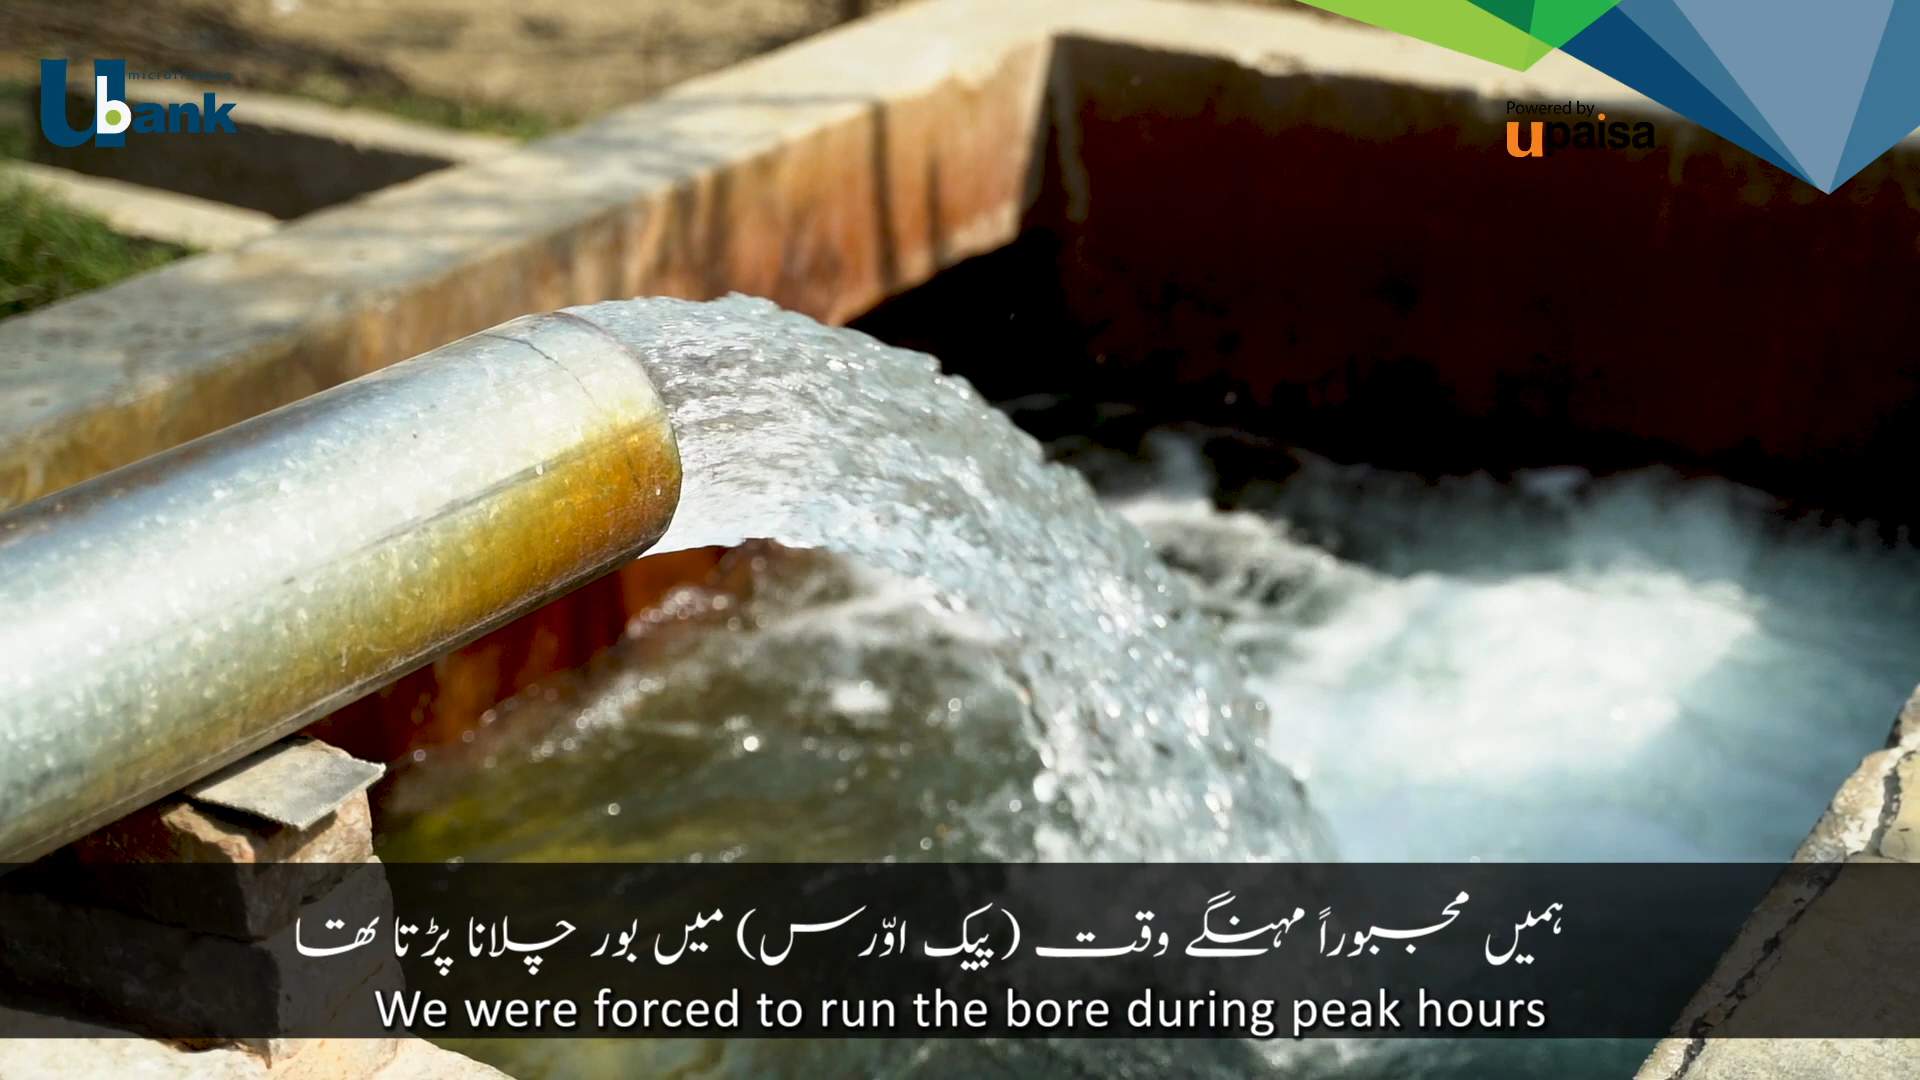 microfinance
Ubank
Powered by
upaisa
ہمیں مجبوراً مہنگے وقت (پیک اوّرس) میں بور چلانا پڑتا تھا
We were forced to run the bore during peak hours